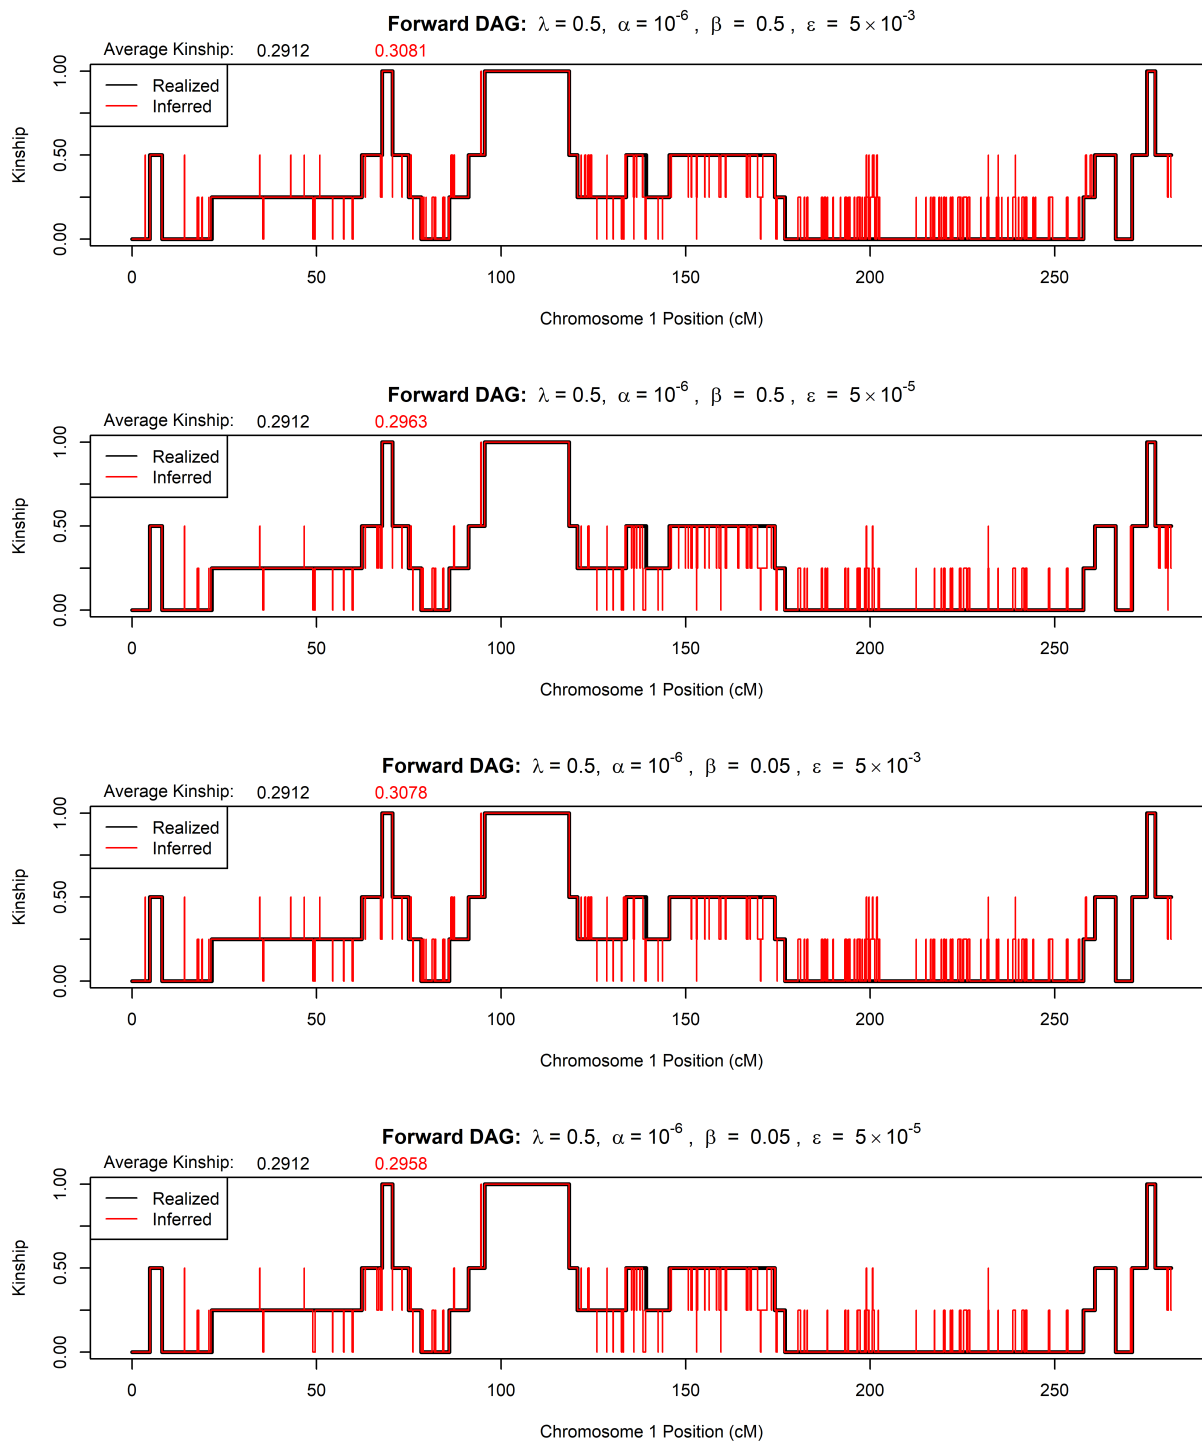 Forward DAG: λ = 0.5, α = 10⁻⁶ , β = 0.5 , ε = 5 × 10⁻³
Average Kinship: 0.2912 0.3081
Realized
Inferred
Kinship
0.00 0.50 1.00
0 50 100 150 200 250
Chromosome 1 Position (cM)
Forward DAG: λ = 0.5, α = 10⁻⁶ , β = 0.5 , ε = 5 × 10⁻⁵
Average Kinship: 0.2912 0.2963
Realized
Inferred
Kinship
0.00 0.50 1.00
0 50 100 150 200 250
Chromosome 1 Position (cM)
Forward DAG: λ = 0.5, α = 10⁻⁶ , β = 0.05 , ε = 5 × 10⁻³
Average Kinship: 0.2912 0.3078
Realized
Inferred
Kinship
0.00 0.50 1.00
0 50 100 150 200 250
Chromosome 1 Position (cM)
Forward DAG: λ = 0.5, α = 10⁻⁶ , β = 0.05 , ε = 5 × 10⁻⁵
Average Kinship: 0.2912 0.2958
Realized
Inferred
Kinship
0.00 0.50 1.00
0 50 100 150 200 250
Chromosome 1 Position (cM)